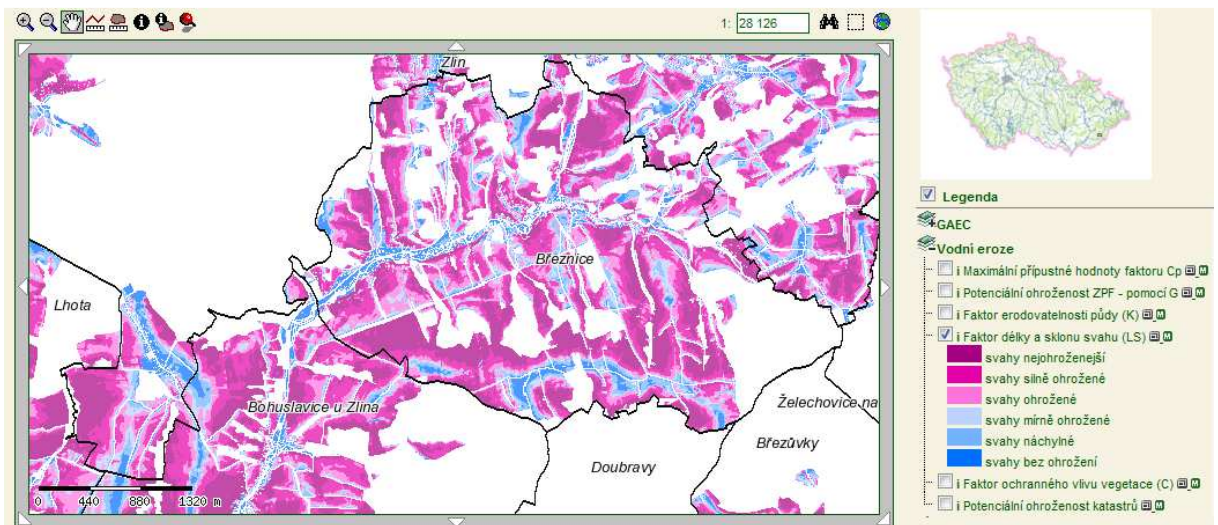 1: 28 126
Zlín
Březnice
Lhota
Bohuslavice u Zlína
Želechovice na
Březůvky
Doubravy
0 440 880 1320 m
Legenda
GAEC
Vodní eroze
i Maximální přípustné hodnoty faktoru Cp
i Potenciální ohroženost ZPF - pomocí G
i Faktor erodovatelnosti půdy (K)
i Faktor délky a sklonu svahu (LS)
svahy nejohroženejší
svahy silně ohrožené
svahy ohrožené
svahy mírně ohrožené
svahy náchylné
svahy bez ohrožení
i Faktor ochranného vlivu vegetace (C)
i Potenciální ohroženost katastrů